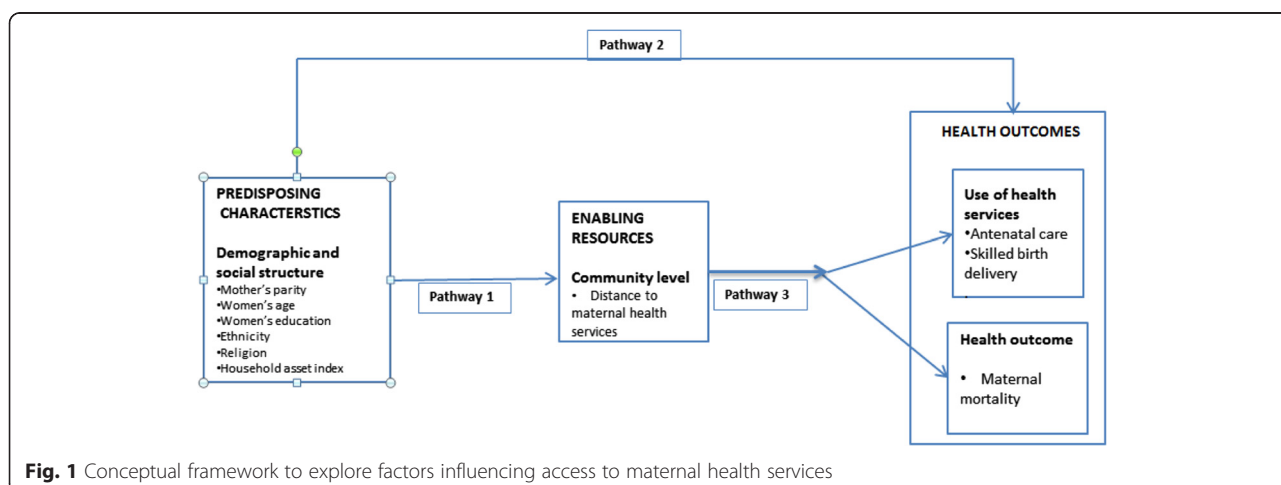 Pathway 2
PREDISPOSING
CHARACTERSTICS
Demographic and
social structure
•Mother's parity
•Women's age
•Women's education
•Ethnicity
•Religion
•Household asset index
Pathway 1
ENABLING
RESOURCES
Community level
• Distance to
maternal health
services
Pathway 3
HEALTH OUTCOMES
Use of health
services
•Antenatal care
•Skilled birth
delivery
.
Health outcome
• Maternal
mortality
Fig. 1 Conceptual framework to explore factors influencing access to maternal health services